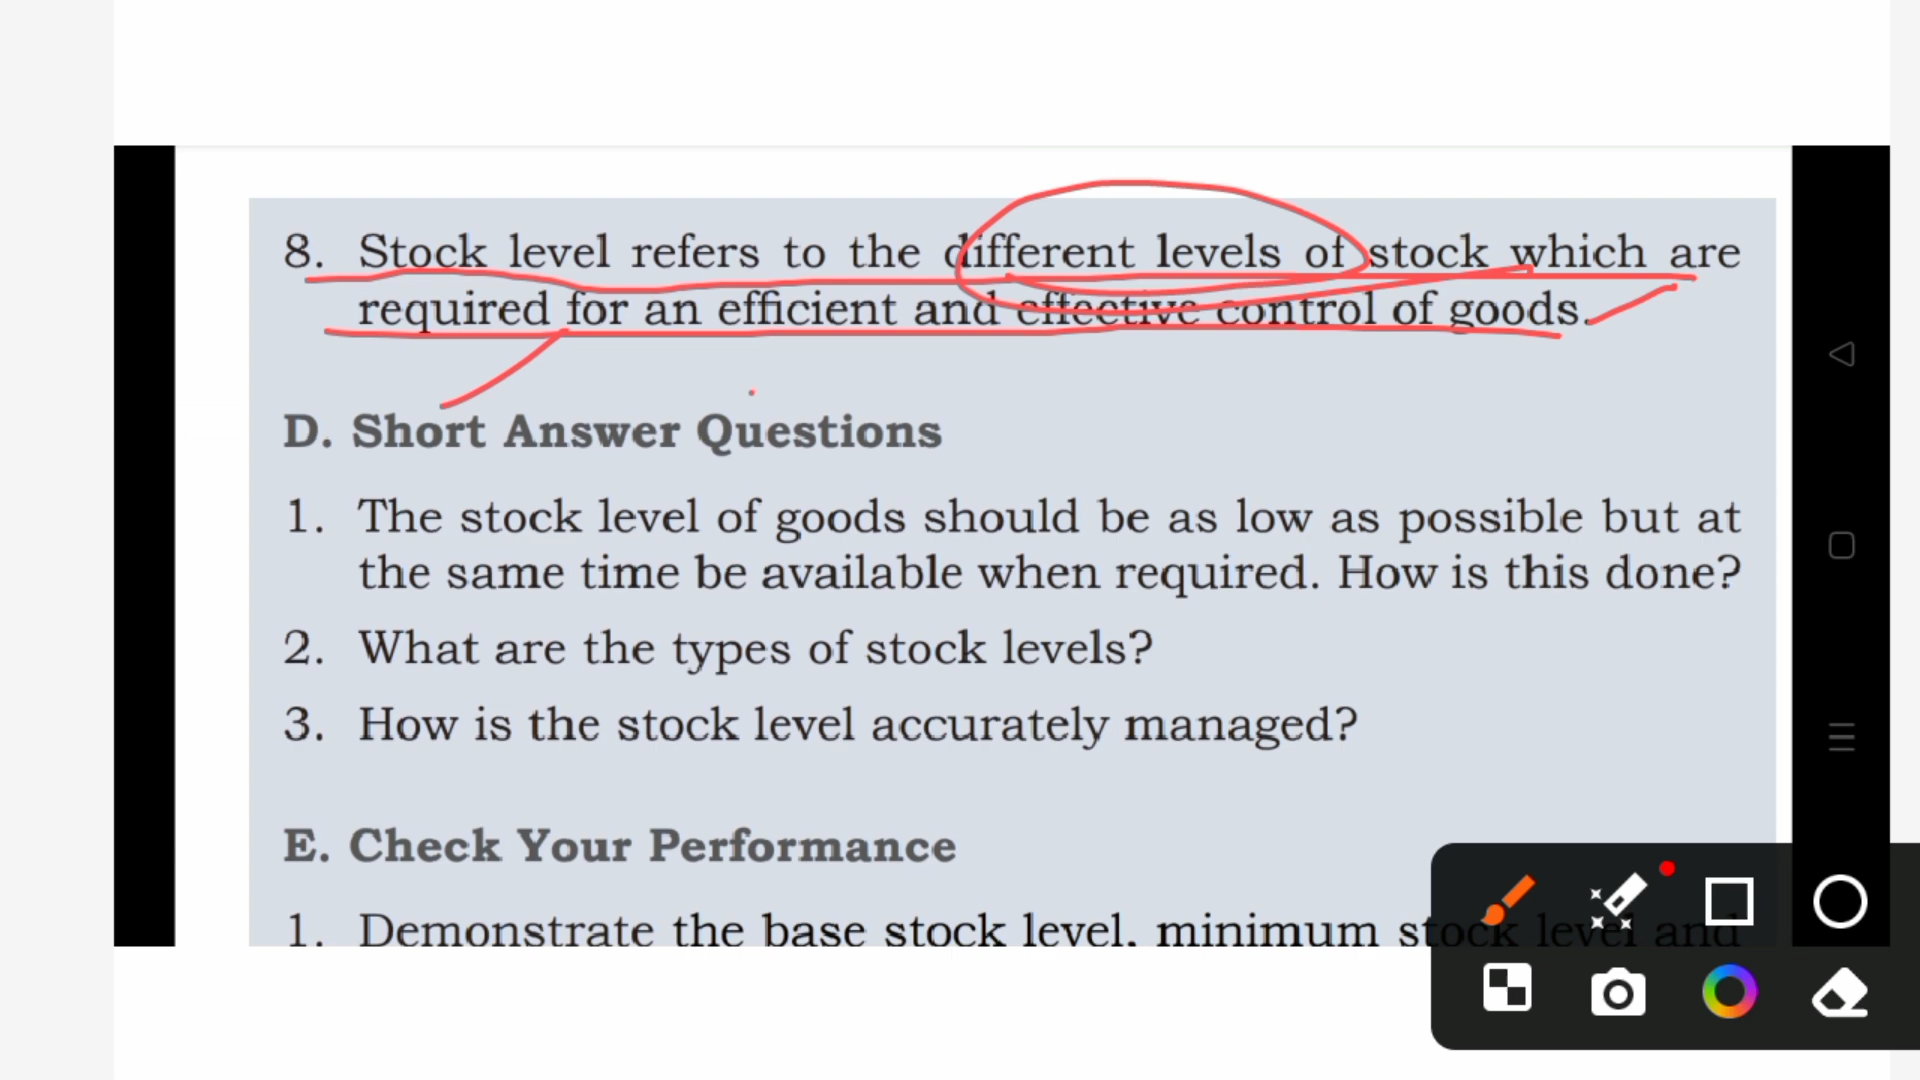 8. Stock level refers to the different levels of stock which are
required for an efficient and effective control of goods.
D. Short Answer Questions
1. The stock level of goods should be as low as possible but at
the same time be available when required. How is this done?
2. What are the types of stock levels?
3. How is the stock level accurately managed?
E. Check Your Performance
1. Demonstrate the base stock level, minimum stock level and